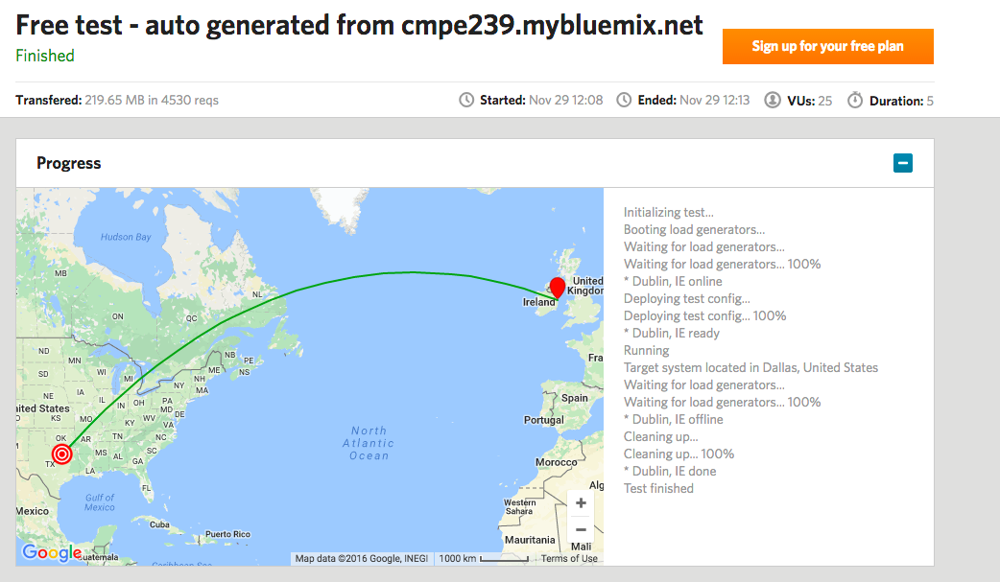 Free test - auto generated from cmpe239.mybluemix.net
Finished
Sign up for your free plan
Transfered: 219.65 MB in 4530 reqs
Started: Nov 29 12:08
Ended: Nov 29 12:13
VUs: 25
Duration: 5
Progress
Hudson Bay
MB
ON
QC
NL
ND
MN
SD
WI
MI
NB
PE
ME
NS
NH
NY
MA
NE
IA
IL
IN
OH
PA
MD
DE
nited States
KS
MO
KY
WV
VA
OK
AR
TN
NC
SC
MS
AL
GA
TX
LA
FL
Gulf of
Mexico
Mexico
Cuba
Puerto Rico
Guatemala
Caribbean Sea
North
Atlantic
Ocean
United
Kingdom
Ireland
Fra
Spain
Portugal
Morocco
Alg
Western
Sahara
Mauritania
Mali
+
−
Google
Map data ©2016 Google, INEGI
1000 km
Terms of Use
Initializing test...
Booting load generators...
Waiting for load generators...
Waiting for load generators... 100%
* Dublin, IE online
Deploying test config...
Deploying test config... 100%
* Dublin, IE ready
Running
Target system located in Dallas, United States
Waiting for load generators...
Waiting for load generators... 100%
* Dublin, IE offline
Cleaning up...
Cleaning up... 100%
* Dublin, IE done
Test finished